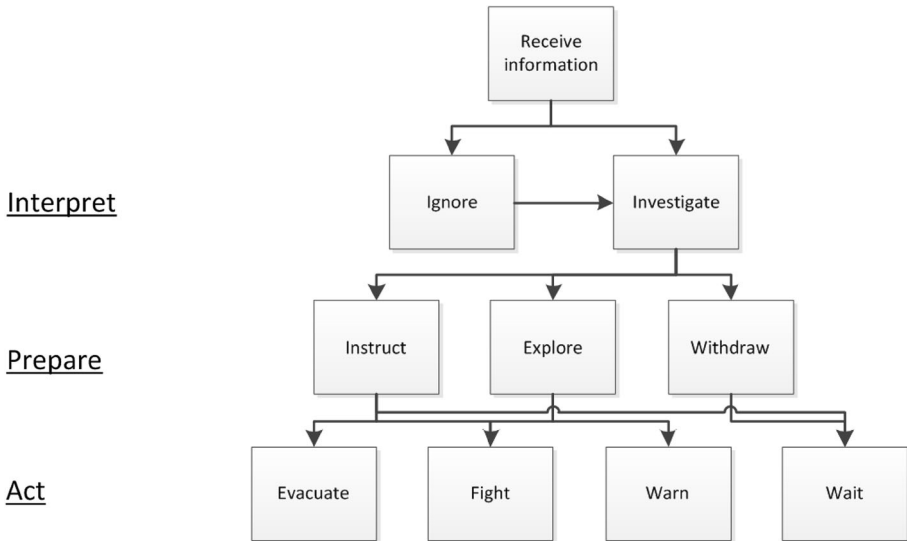 Receive
information
Interpret
Ignore
Investigate
Prepare
Instruct
Explore
Withdraw
Act
Evacuate
Fight
Warn
Wait